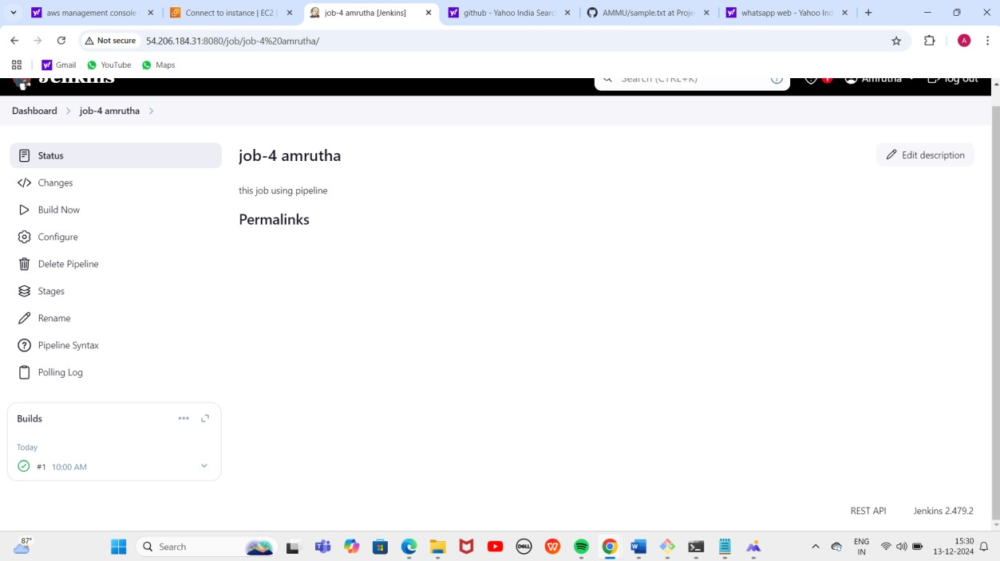 aws management console
Connect to instance | EC2 |
job-4 amrutha [Jenkins]
github - Yahoo India Searc
AMMU/sample.txt at Proje
whatsapp web - Yahoo Ind
Not secure
54.206.184.31:8080/job/job-4%20amrutha/
A
Gmail
YouTube
Maps
Jenkins
Search (CTRL+K)
Amrutha
log out
Dashboard
job-4 amrutha
Status
Changes
Build Now
Configure
Delete Pipeline
Stages
Rename
Pipeline Syntax
Polling Log
job-4 amrutha
Edit description
this job using pipeline
Permalinks
Builds
Today
#1 10:00 AM
REST API
Jenkins 2.479.2
87°
Search
DELL
ENG
IN
15:30
13-12-2024